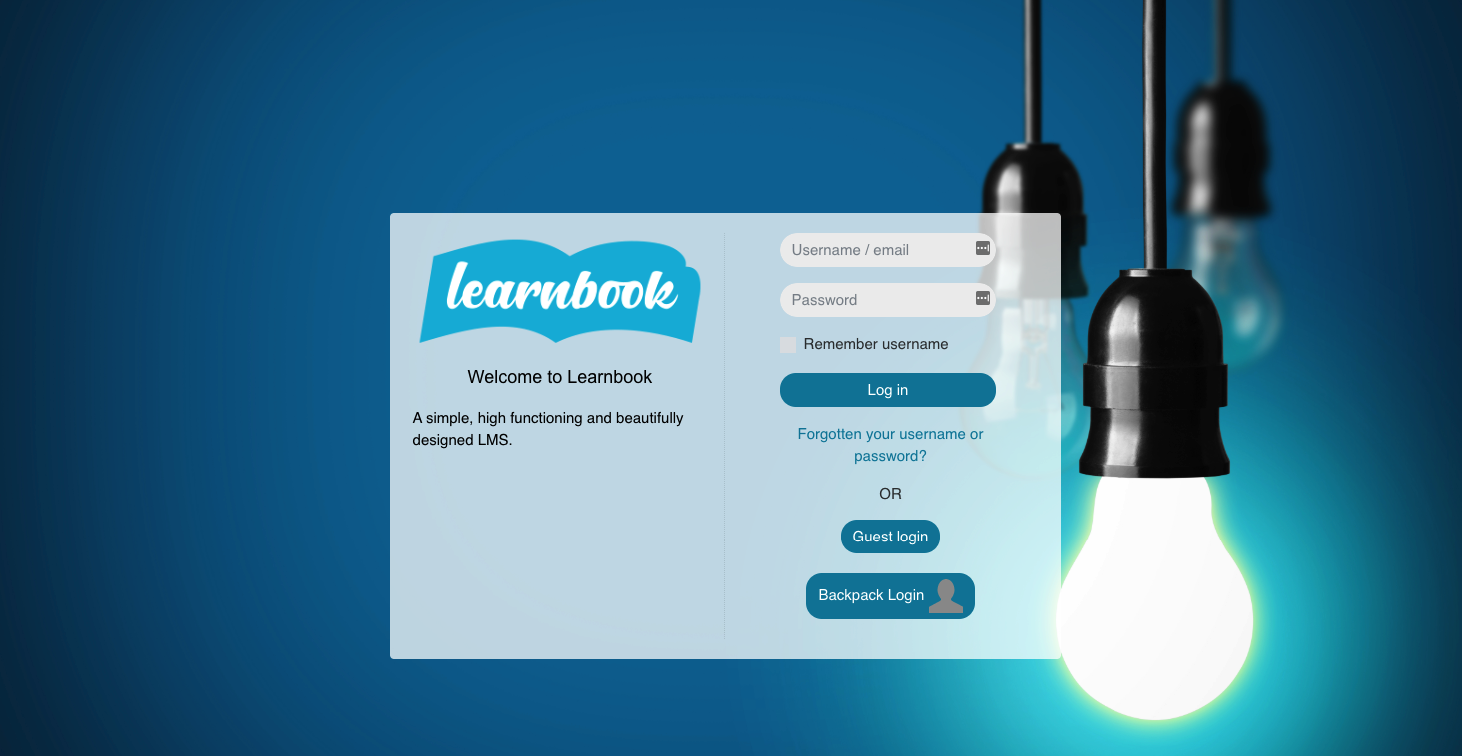 learnbook
Welcome to Learnbook
A simple, high functioning and beautifully
designed LMS.
Username / email
Password
Remember username
Log in
Forgotten your username or
password?
OR
Guest login
Backpack Login